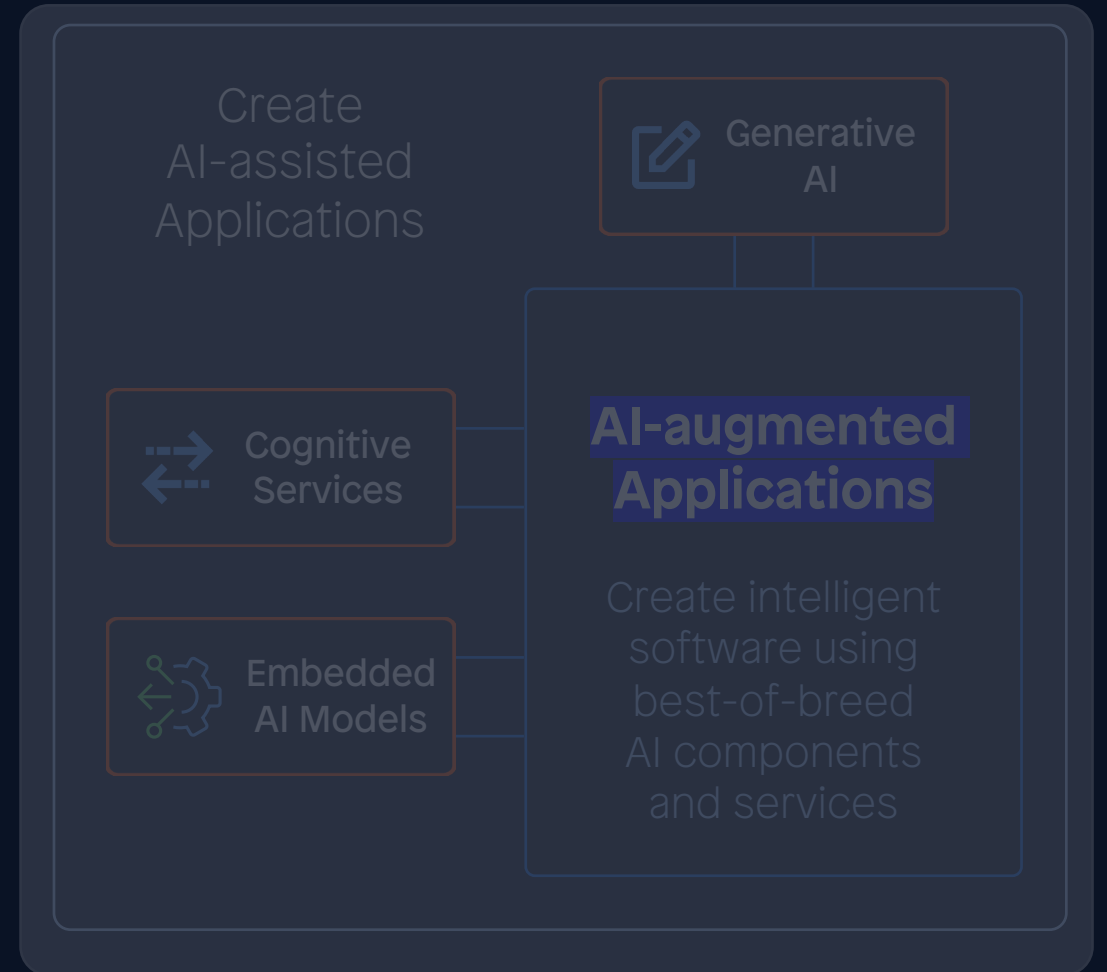 Create
AI-assisted
Applications
Generative
AI
Cognitive
Services
Embedded
AI Models
AI-augmented
Applications
Create intelligent
software using
best-of-breed
AI components
and services